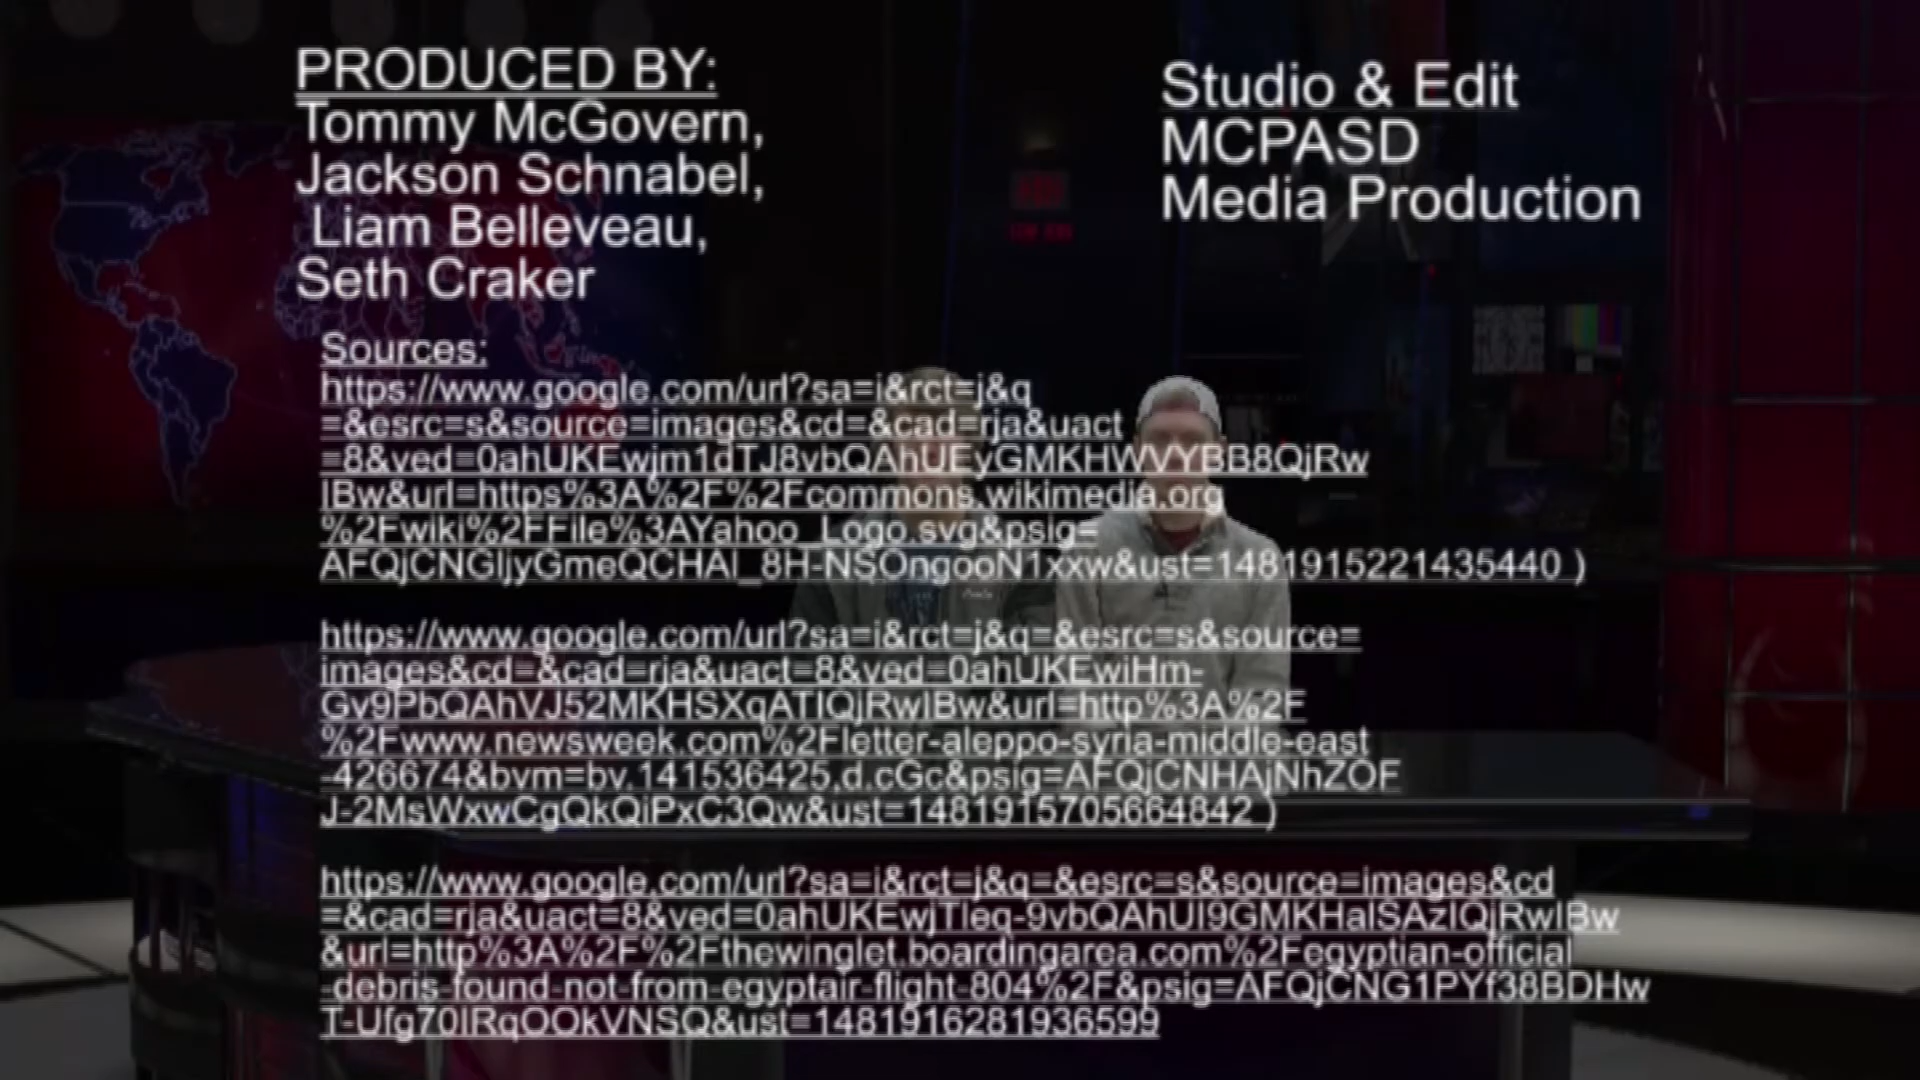 PRODUCED BY:
Tommy McGovern,
Jackson Schnabel,
Liam Belleveau,
Seth Craker
Studio & Edit
MCPASD
Media Production
Sources:
https://www.google.com/url?sa=i&rct=j&q
=&esrc=s&source=images&cd=&cad=rja&uact
=8&ved=0ahUKEwjm1dTJ8vbQAhUEyGMKHWVYBB8QjRw
IBw&url=https%3A%2F%2Fcommons.wikimedia.org
%2Fwiki%2FFile%3AYahoo_Logo.svg&psig=
AFQjCNGljyGmeQCHAl_8H-NSOngooN1xxw&ust=1481915221435440 )
https://www.google.com/url?sa=i&rct=j&q=&esrc=s&source=
images&cd=&cad=rja&uact=8&ved=0ahUKEwiHm-
Gv9PbQAhVJ52MKHSXqATIQjRwIBw&url=http%3A%2F
%2Fwww.newsweek.com%2Fletter-aleppo-syria-middle-east
-426674&bvm=bv.141536425,d.cGc&psig=AFQjCNHAjNhZOF
J-2MsWxwCgQkQiPxC3Qw&ust=1481915705664842 )
https://www.google.com/url?sa=i&rct=j&q=&esrc=s&source=images&cd
=&cad=rja&uact=8&ved=0ahUKEwjTleq-9vbQAhUI9GMKHalSAzIQjRwIBw
&url=http%3A%2F%2Fthewinglet.boardingarea.com%2Fegyptian-official
-debris-found-not-from-egyptair-flight-804%2F&psig=AFQjCNG1PYf38BDHw
T-Ufg70IRqOOkVNSQ&ust=1481916281936599